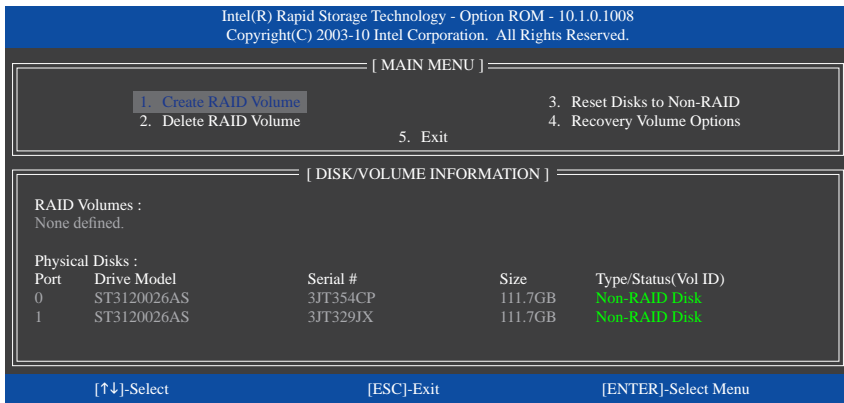 Intel(R) Rapid Storage Technology - Option ROM - 10.1.0.1008
Copyright(C) 2003-10 Intel Corporation. All Rights Reserved.
[ MAIN MENU ]
1. Create RAID Volume 3. Reset Disks to Non-RAID
2. Delete RAID Volume 4. Recovery Volume Options
5. Exit
[ DISK/VOLUME INFORMATION ]
RAID Volumes :
None defined.
Physical Disks :
Port Drive Model Serial # Size Type/Status(Vol ID)
0 ST3120026AS 3JT354CP 111.7GB Non-RAID Disk
1 ST3120026AS 3JT329JX 111.7GB Non-RAID Disk
[↑↓]-Select [ESC]-Exit [ENTER]-Select Menu